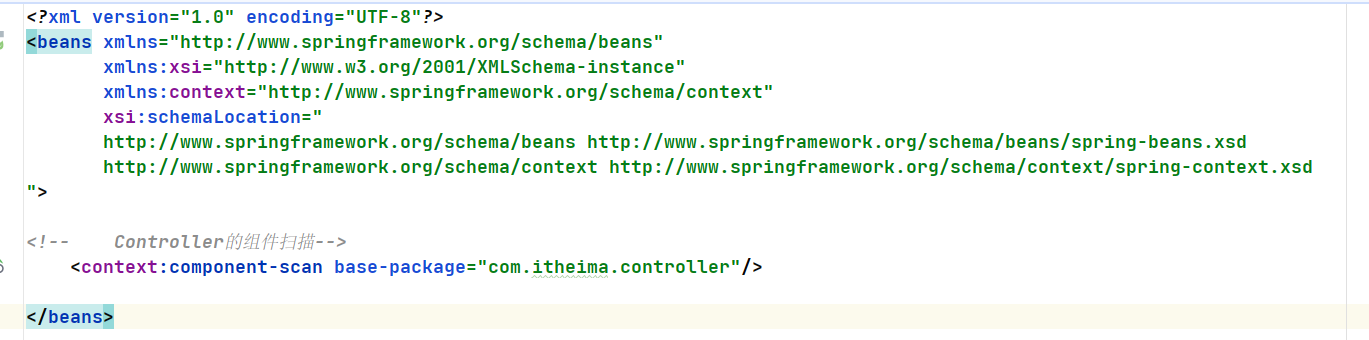 <?xml version="1.0" encoding="UTF-8"?>
<beans xmlns="http://www.springframework.org/schema/beans"
       xmlns:xsi="http://www.w3.org/2001/XMLSchema-instance"
       xmlns:context="http://www.springframework.org/schema/context"
       xsi:schemaLocation="
       http://www.springframework.org/schema/beans http://www.springframework.org/schema/beans/spring-beans.xsd
       http://www.springframework.org/schema/context http://www.springframework.org/schema/context/spring-context.xsd
">
<!--    Controller的组件扫描-->
    <context:component-scan base-package="com.itheima.controller"/>
</beans>